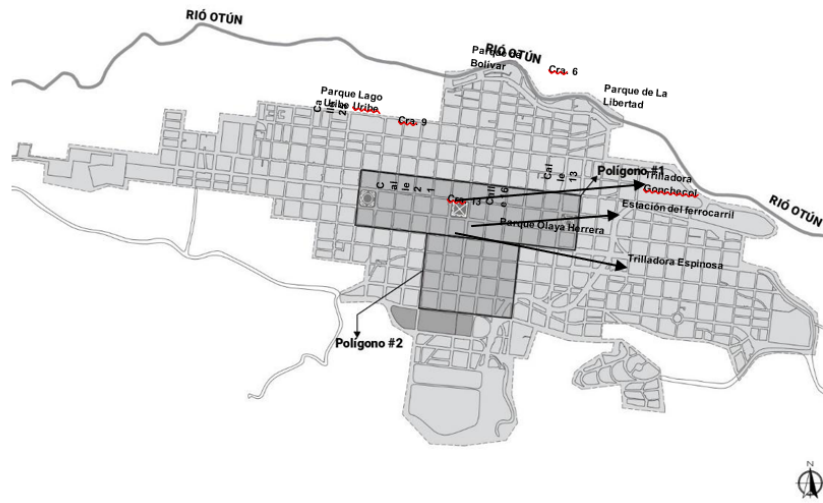 RIÓ OTÚN
RIÓ OTÚN
Parque de
Bolívar
Cra. 6
Parque Lago
Uribe Uribe
Parque de La
Libertad
Cra. 9
Calle 21
Calle 13
Polígono #1
Trilladora
Gonchecol
Cra. 13
Estación del ferrocarril
RIÓ OTÚN
Parque Olaya Herrera
Trilladora Espinosa
Polígono #2
N